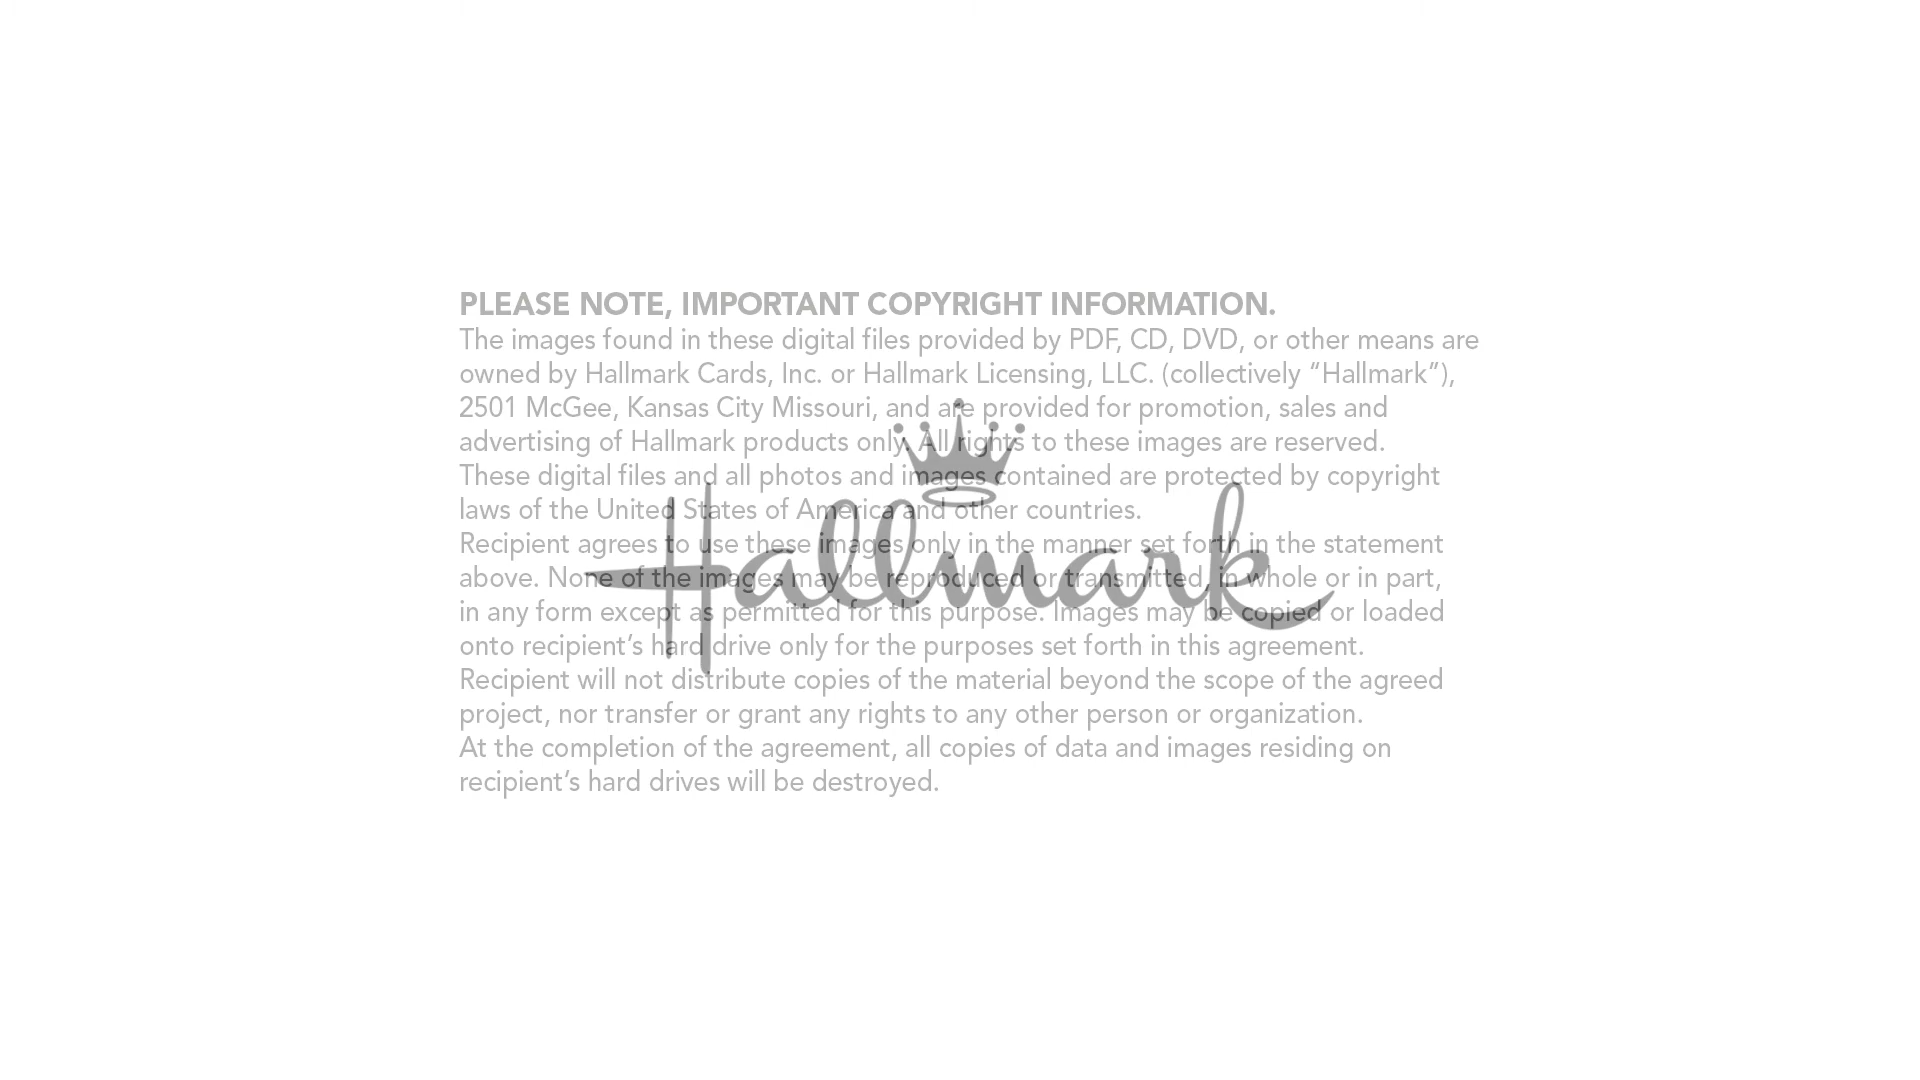 PLEASE NOTE, IMPORTANT COPYRIGHT INFORMATION.
The images found in these digital files provided by PDF, CD, DVD, or other means are
owned by Hallmark Cards, Inc. or Hallmark Licensing, LLC. (collectively “Hallmark”),
2501 McGee, Kansas City Missouri, and are provided for promotion, sales and
advertising of Hallmark products only. All rights to these images are reserved.
These digital files and all photos and images contained are protected by copyright
laws of the United States of America and other countries.
Recipient agrees to use these images only in the manner set forth in the statement
above. None of the images may be reproduced or transmitted, in whole or in part,
in any form except as permitted for this purpose. Images may be copied or loaded
onto recipient’s hard drive only for the purposes set forth in this agreement.
Recipient will not distribute copies of the material beyond the scope of the agreed
project, nor transfer or grant any rights to any other person or organization.
At the completion of the agreement, all copies of data and images residing on
recipient’s hard drives will be destroyed.
Hallmark